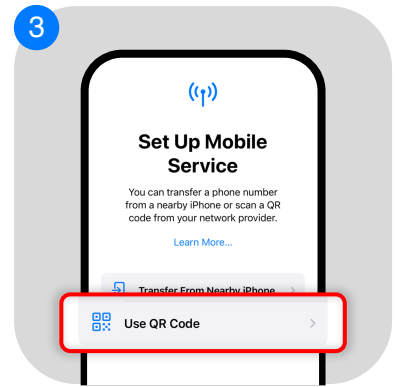 3
Set Up Mobile
Service
You can transfer a phone number
from a nearby iPhone or scan a QR
code from your network provider.
Learn More...
Transfer From Nearby iPhone
Use QR Code